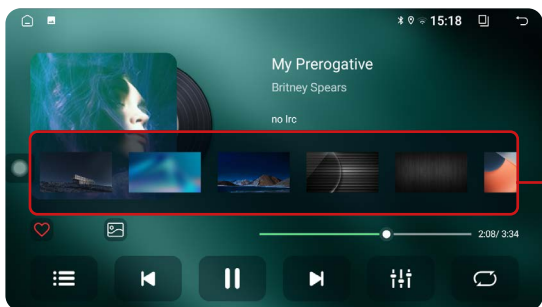 15:18
My Prerogative
Britney Spears
no lrc
2:08/ 3:34